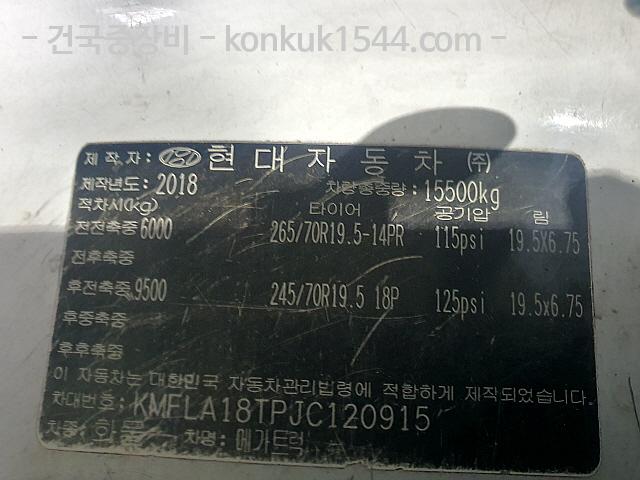 - 건국중장비 - konkuk1544.com -
제 작 자 : HYUNDAI 현 대 자 동 차 ㈜
제작년도: 2018 차량총중량: 15500kg
적차시(kg) 타이어 공기압 림
전전축중 6000 265/70R19.5-14PR 115psi 19.5X6.75
전후축중
후전축중 9500 245/70R19.5 18P 125psi 19.5x6.75
후중축중
후후축중
이 자동차는 대한민국 자동차관리법령에 적합하게 제작되었습니다.
차대번호: KMFLA18TPJC120915
차종: 화물 차명: 메가트럭